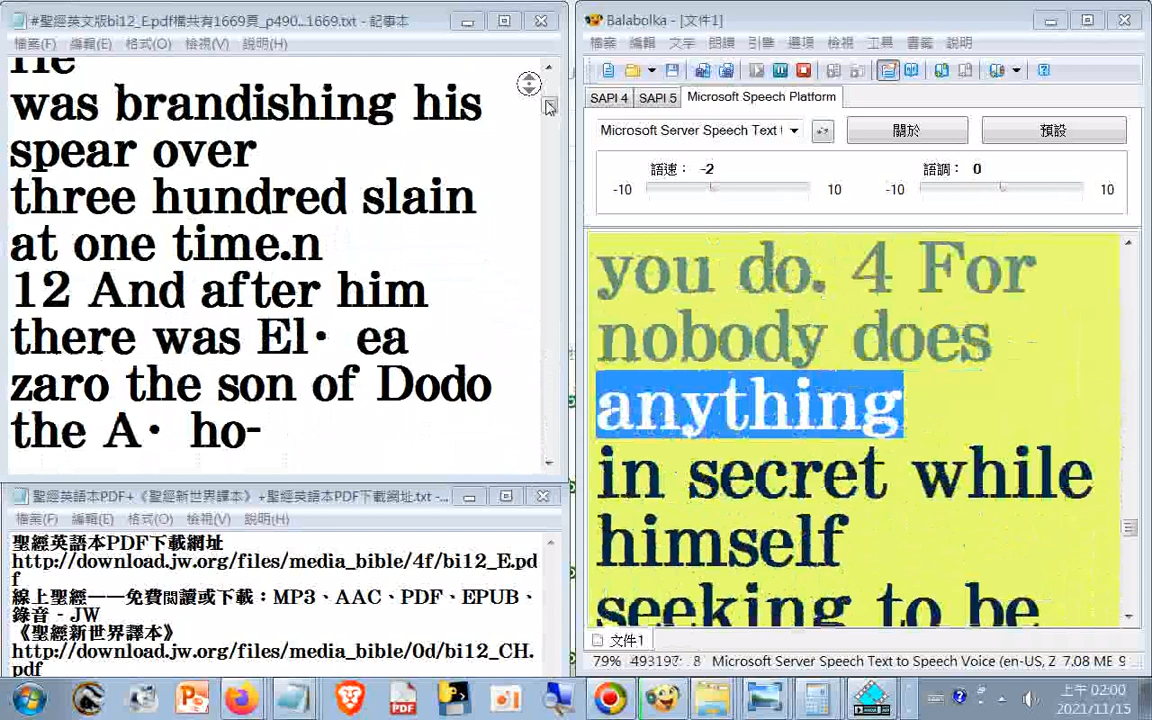 #聖經英文版bi12_E.pdf檔共有1669頁_p490...1669.txt - 記事本
檔案(F) 編輯(E) 格式(O) 檢視(V) 說明(H)
He
was brandishing his
spear over
three hundred slain
at one time.n
12 And after him
there was El· ea
zaro the son of Dodo
the A· ho-
聖經英語本PDF+《聖經新世界譯本》+聖經英語本PDF下載網址.txt - ...
檔案(F) 編輯(E) 格式(O) 檢視(V) 說明(H)
聖經英語本PDF下載網址
http://download.jw.org/files/media_bible/4f/bi12_E.pd
f
線上聖經——免費閱讀或下載：MP3、AAC、PDF、EPUB、
錄音 - JW
《聖經新世界譯本》
http://download.jw.org/files/media_bible/0d/bi12_CH.
pdf
Balabolka - [文件1]
檔案 編輯 文字 朗讀 引擎 選項 檢視 工具 書籤 說明
SAPI 4 SAPI 5 Microsoft Speech Platform
Microsoft Server Speech Text 關於 預設
語速： -2 語調： 0
-10 10 -10 10
you do. 4 For
nobody does
anything
in secret while
himself
seeking to be
文件1
79% 493197: 8 Microsoft Server Speech Text to Speech Voice (en-US, Z 7.08 MB 9
PDF
上午 02:00
2021/11/15